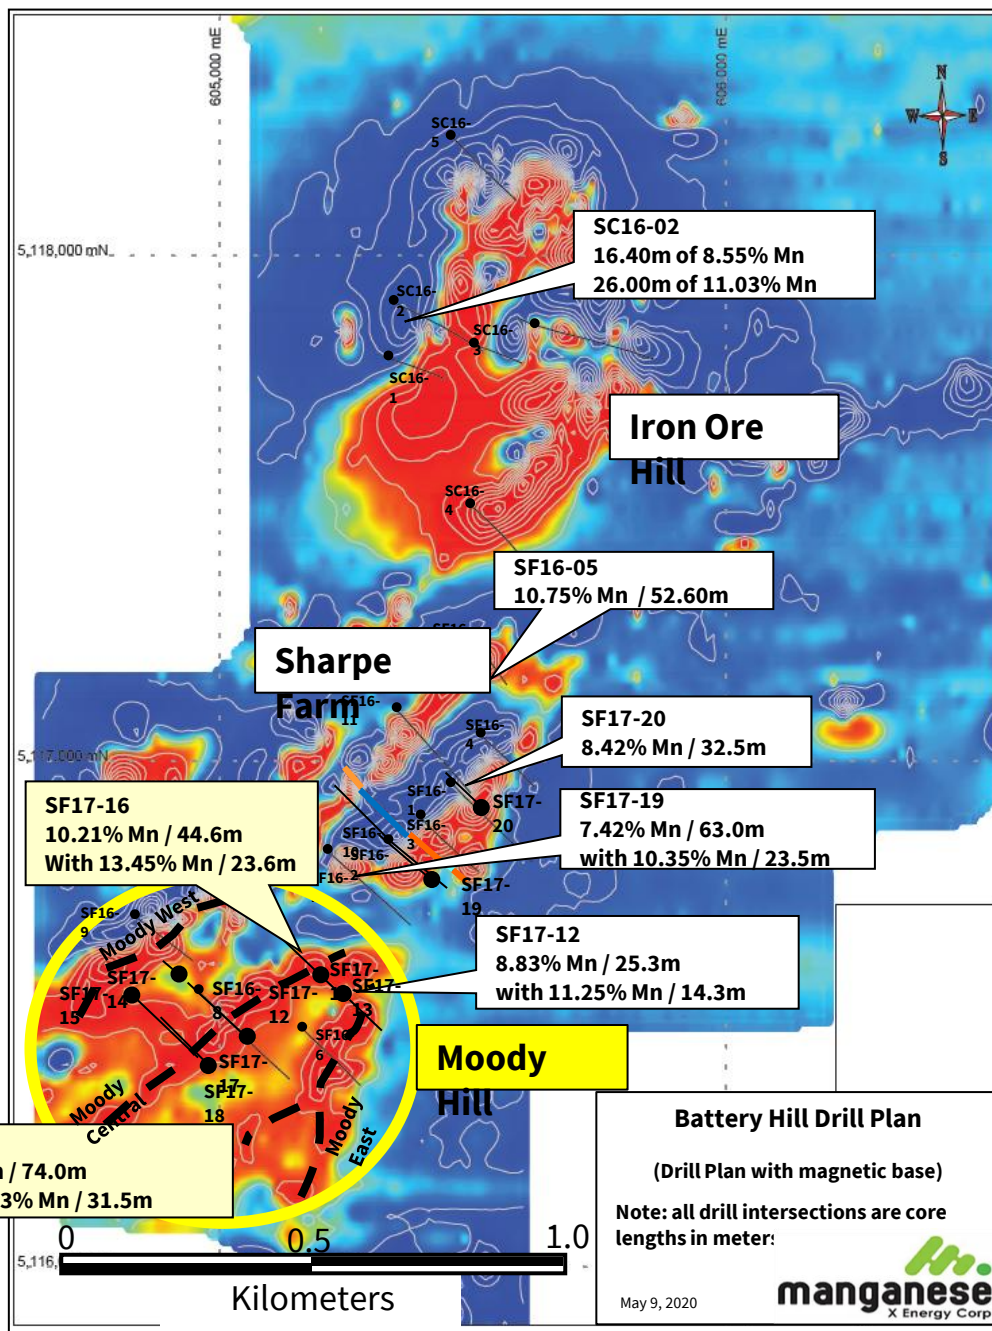 605,000 mE
606,000 mE
N
W E
S
SC16-
5
SC16-02
16.40m of 8.55% Mn
26.00m of 11.03% Mn
5,118,000 mN
SC16-
2
SC16-
3
SC16-
1
Iron Ore
Hill
SC16-
4
SF16-05
10.75% Mn / 52.60m
Sharpe
Farm
SF16-
11
SF16-
4
SF17-20
8.42% Mn / 32.5m
5,117,000 mN
SF17-16
10.21% Mn / 44.6m
With 13.45% Mn / 23.6m
SF16-
1
SF17-
20
SF17-19
7.42% Mn / 63.0m
with 10.35% Mn / 23.5m
SF16-
3
SF16-
10
SF16-
2
SF16-
SF17-
19
SF16-
9
Moody West
SF17-12
8.83% Mn / 25.3m
with 11.25% Mn / 14.3m
SF17-
SF17-
13
SF17-
14
SF17-
15
SF16-
8
SF17-
12
SF16-
6
SF17-
17
SF17-
18
Moody
Hill
Moody
Central
Moody
East
/ 74.0m
3% Mn / 31.5m
0 0.5 1.0
Kilometers
5,116,
Battery Hill Drill Plan
(Drill Plan with magnetic base)
Note: all drill intersections are core
lengths in meters
May 9, 2020
manganese
X Energy Corp